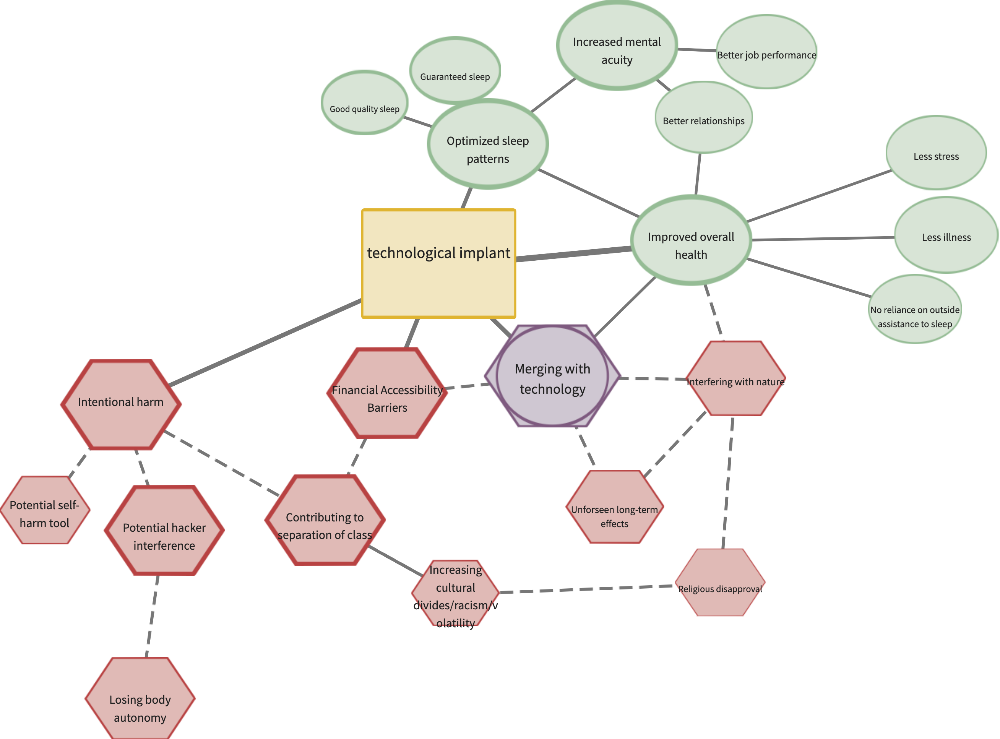 Increased mental
acuity
Better job performance
Guaranteed sleep
Good quality sleep
Better relationships
Optimized sleep
patterns
Less stress
Improved overall
health
Less illness
technological implant
No reliance on outside
assistance to sleep
Merging with
technology
Interfering with nature
Financial Accessibility
Barriers
Intentional harm
Potential self-
harm tool
Potential hacker
interference
Contributing to
separation of class
Unforseen long-term
effects
Increasing
cultural
divides/racism/v
olatility
Religious disapproval
Losing body
autonomy